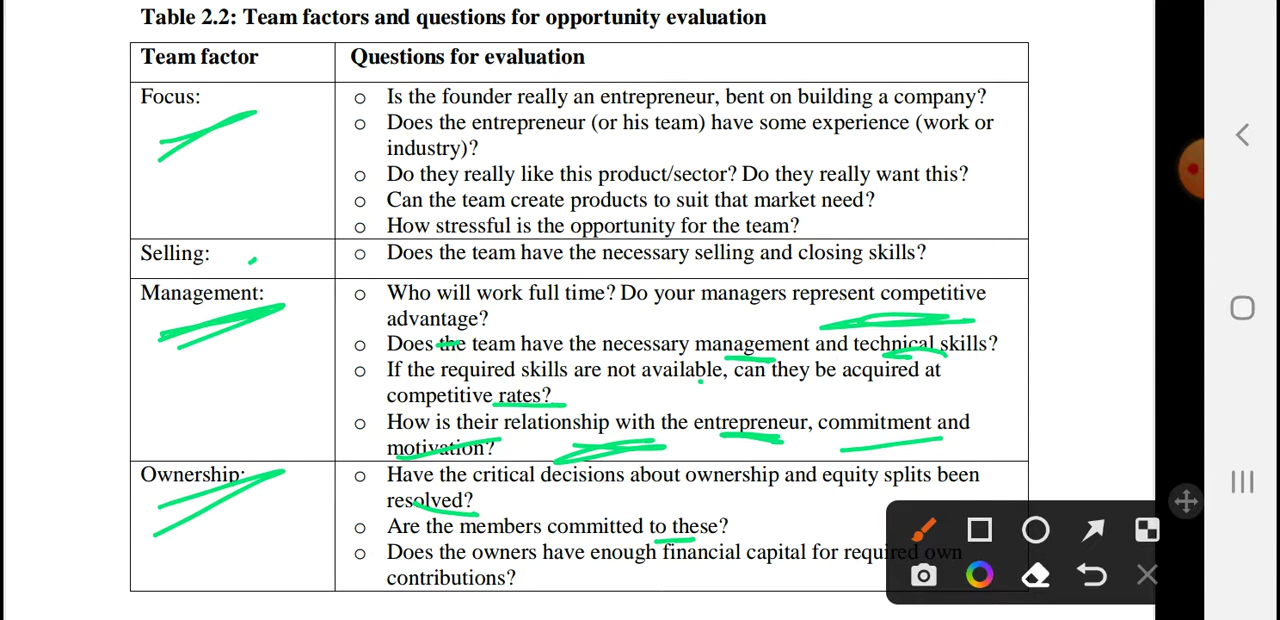 Table 2.2: Team factors and questions for opportunity evaluation
Team factor
Questions for evaluation
Focus:
o Is the founder really an entrepreneur, bent on building a company?
o Does the entrepreneur (or his team) have some experience (work or
industry)?
o Do they really like this product/sector? Do they really want this?
o Can the team create products to suit that market need?
o How stressful is the opportunity for the team?
Selling:
o Does the team have the necessary selling and closing skills?
Management:
o Who will work full time? Do your managers represent competitive
advantage?
o Does the team have the necessary management and technical skills?
o If the required skills are not available, can they be acquired at
competitive rates?
o How is their relationship with the entrepreneur, commitment and
motivation?
Ownership:
o Have the critical decisions about ownership and equity splits been
resolved?
o Are the members committed to these?
o Does the owners have enough financial capital for required own
contributions?